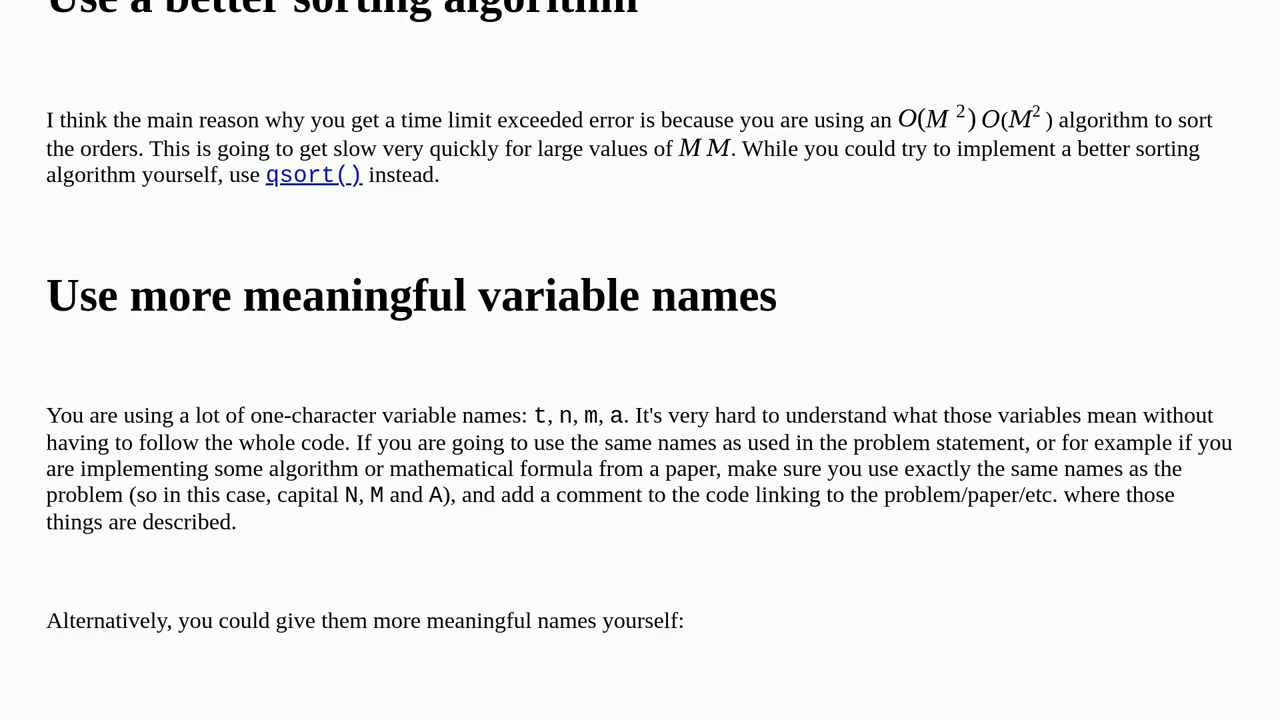 Use a better sorting algorithm
I think the main reason why you get a time limit exceeded error is because you are using an O(M 2) O(M2 ) algorithm to sort
the orders. This is going to get slow very quickly for large values of M M. While you could try to implement a better sorting
algorithm yourself, use qsort() instead.
Use more meaningful variable names
You are using a lot of one-character variable names: t, n, m, a. It's very hard to understand what those variables mean without
having to follow the whole code. If you are going to use the same names as used in the problem statement, or for example if you
are implementing some algorithm or mathematical formula from a paper, make sure you use exactly the same names as the
problem (so in this case, capital N, M and A), and add a comment to the code linking to the problem/paper/etc. where those
things are described.
Alternatively, you could give them more meaningful names yourself: